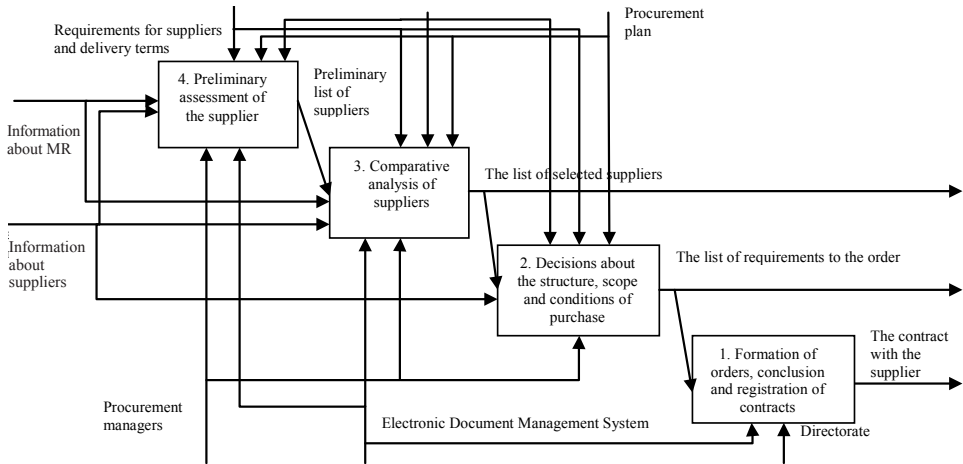 Requirements for suppliers
and delivery terms
Procurement
plan
4. Preliminary
assessment of
the supplier
Preliminary
list of
suppliers
Information
about MR
3. Comparative
analysis of
suppliers
The list of selected suppliers
Information
about
suppliers
2. Decisions about
the structure, scope
and conditions of
purchase
The list of requirements to the order
1. Formation of
orders, conclusion
and registration of
contracts
The contract
with the
supplier
Procurement
managers
Electronic Document Management System
Directorate